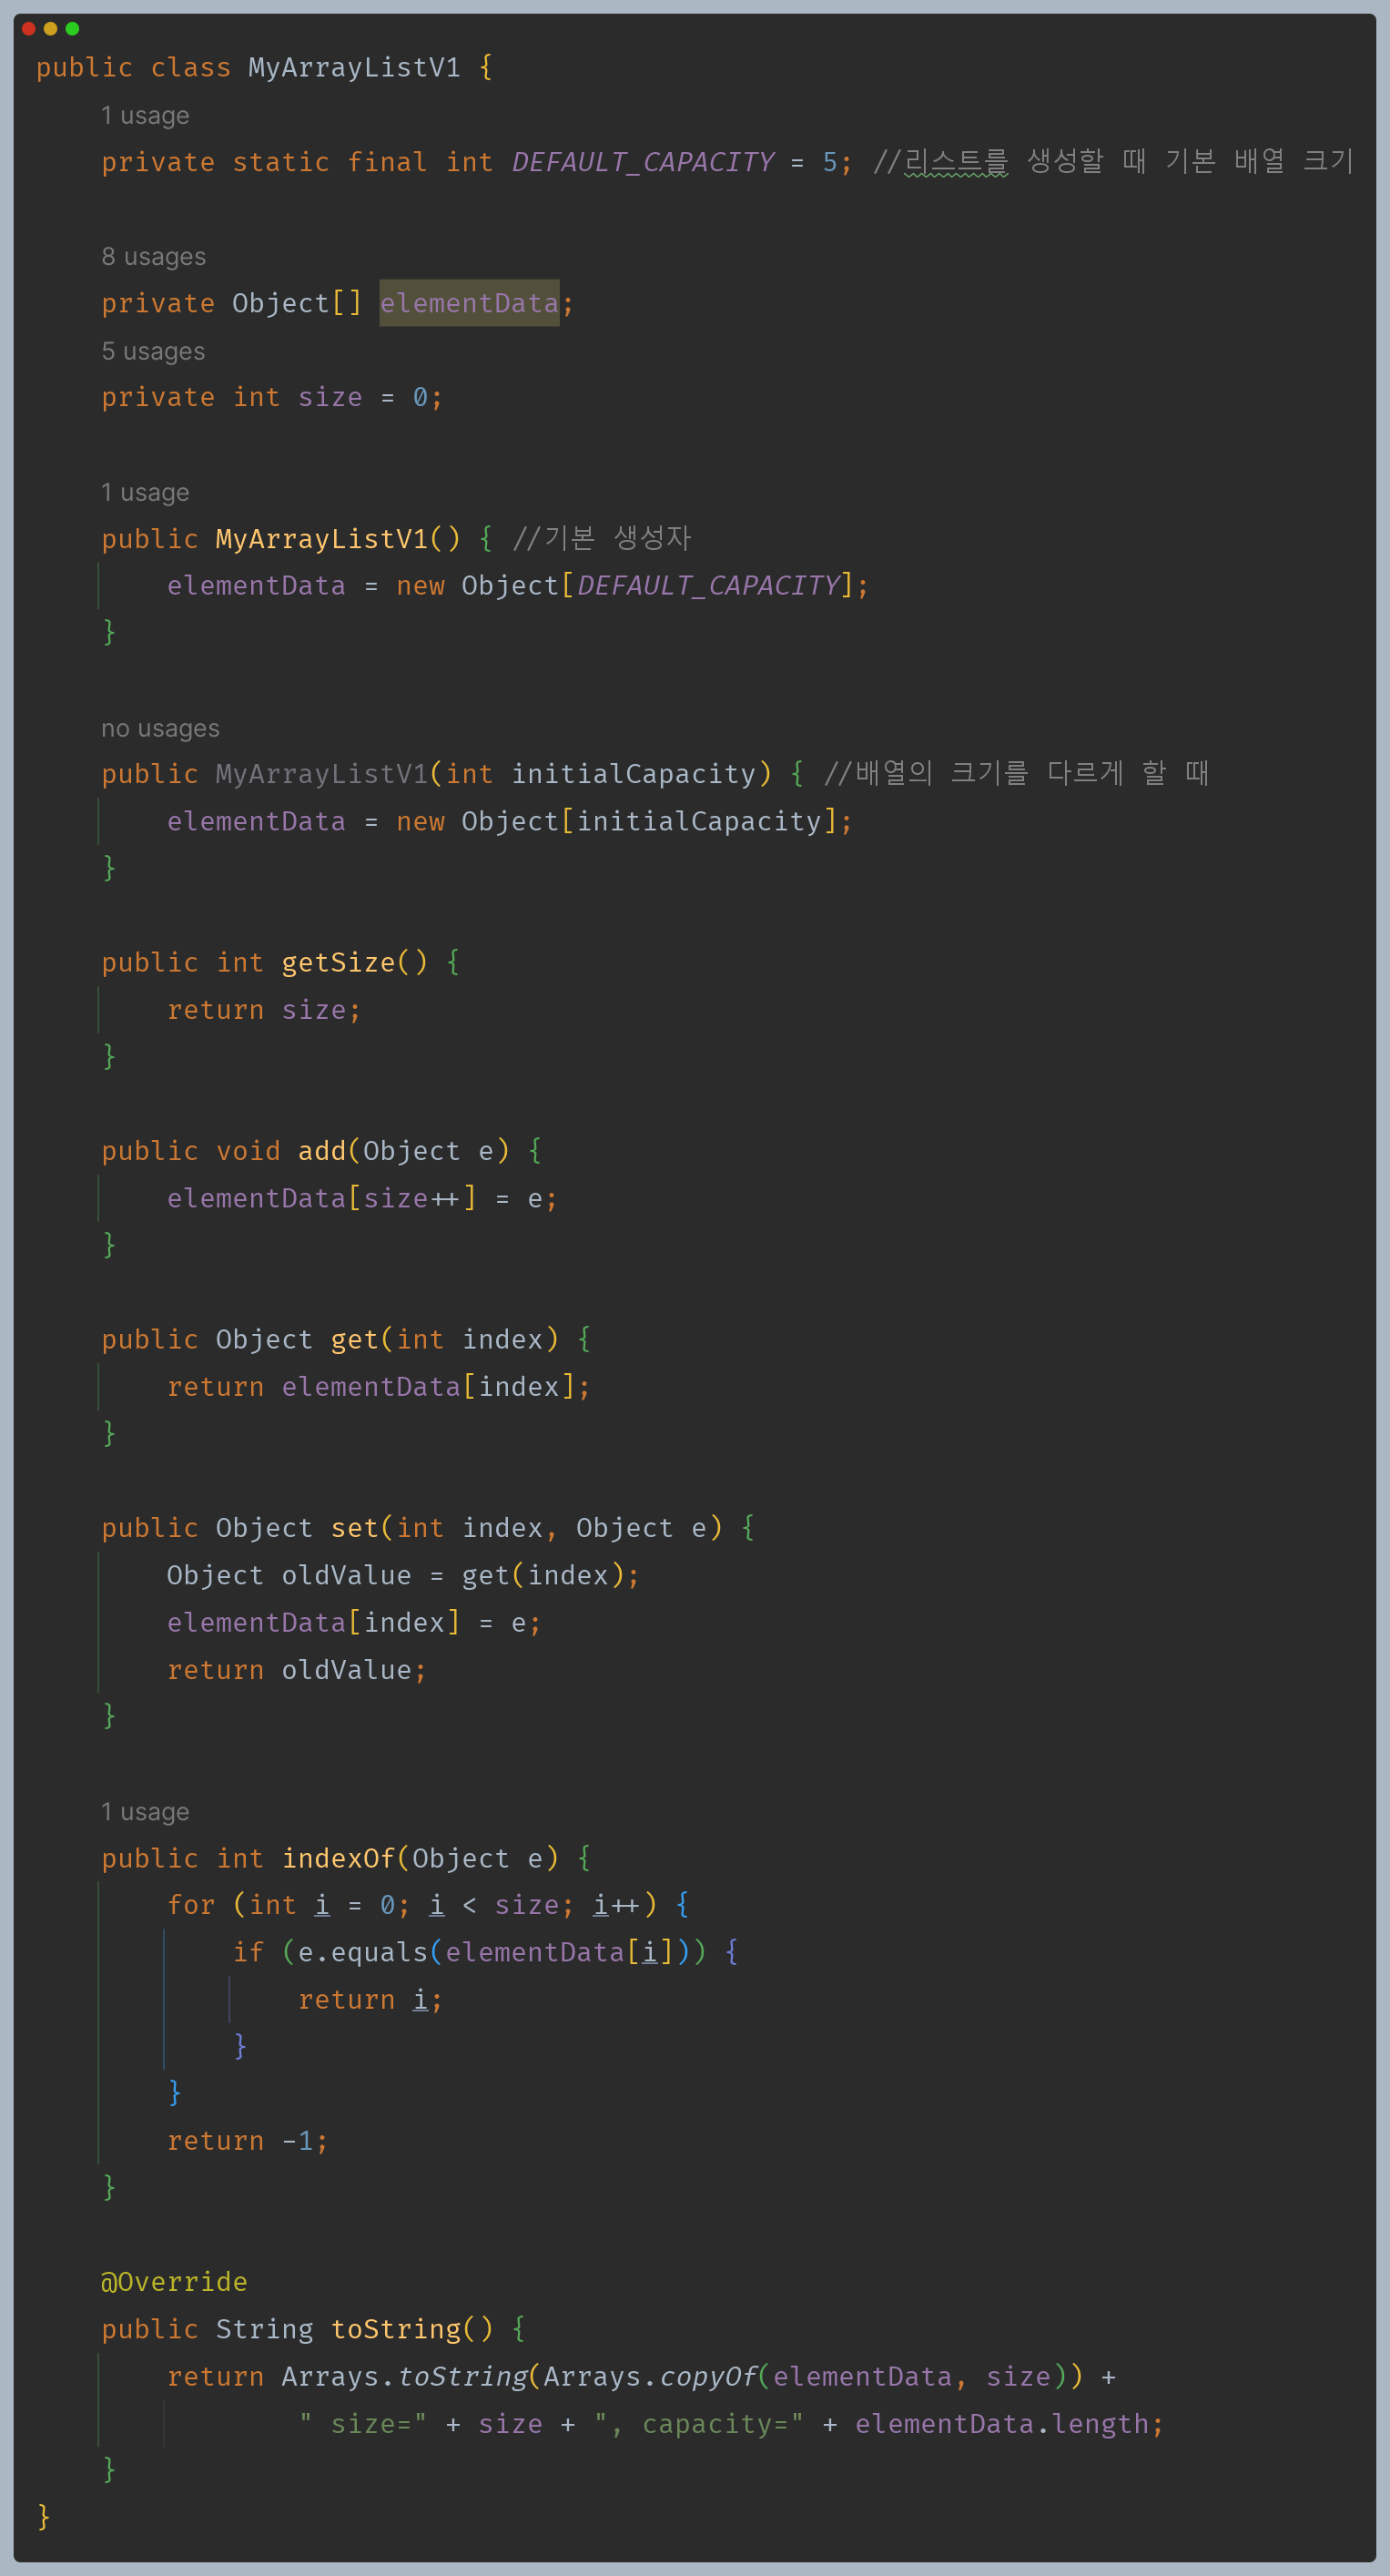 public class MyArrayListV1 {
1 usage
private static final int DEFAULT_CAPACITY = 5; //리스트를 생성할 때 기본 배열 크기
8 usages
private Object[] elementData;
5 usages
private int size = 0;
1 usage
public MyArrayListV1() { //기본 생성자
elementData = new Object[DEFAULT_CAPACITY];
}
no usages
public MyArrayListV1(int initialCapacity) { //배열의 크기를 다르게 할 때
elementData = new Object[initialCapacity];
}
public int getSize() {
return size;
}
public void add(Object e) {
elementData[size++] = e;
}
public Object get(int index) {
return elementData[index];
}
public Object set(int index, Object e) {
Object oldValue = get(index);
elementData[index] = e;
return oldValue;
}
1 usage
public int indexOf(Object e) {
for (int i = 0; i < size; i++) {
if (e.equals(elementData[i])) {
return i;
}
}
return -1;
}
@Override
public String toString() {
return Arrays.toString(Arrays.copyOf(elementData, size)) +
" size=" + size + ", capacity=" + elementData.length;
}
}